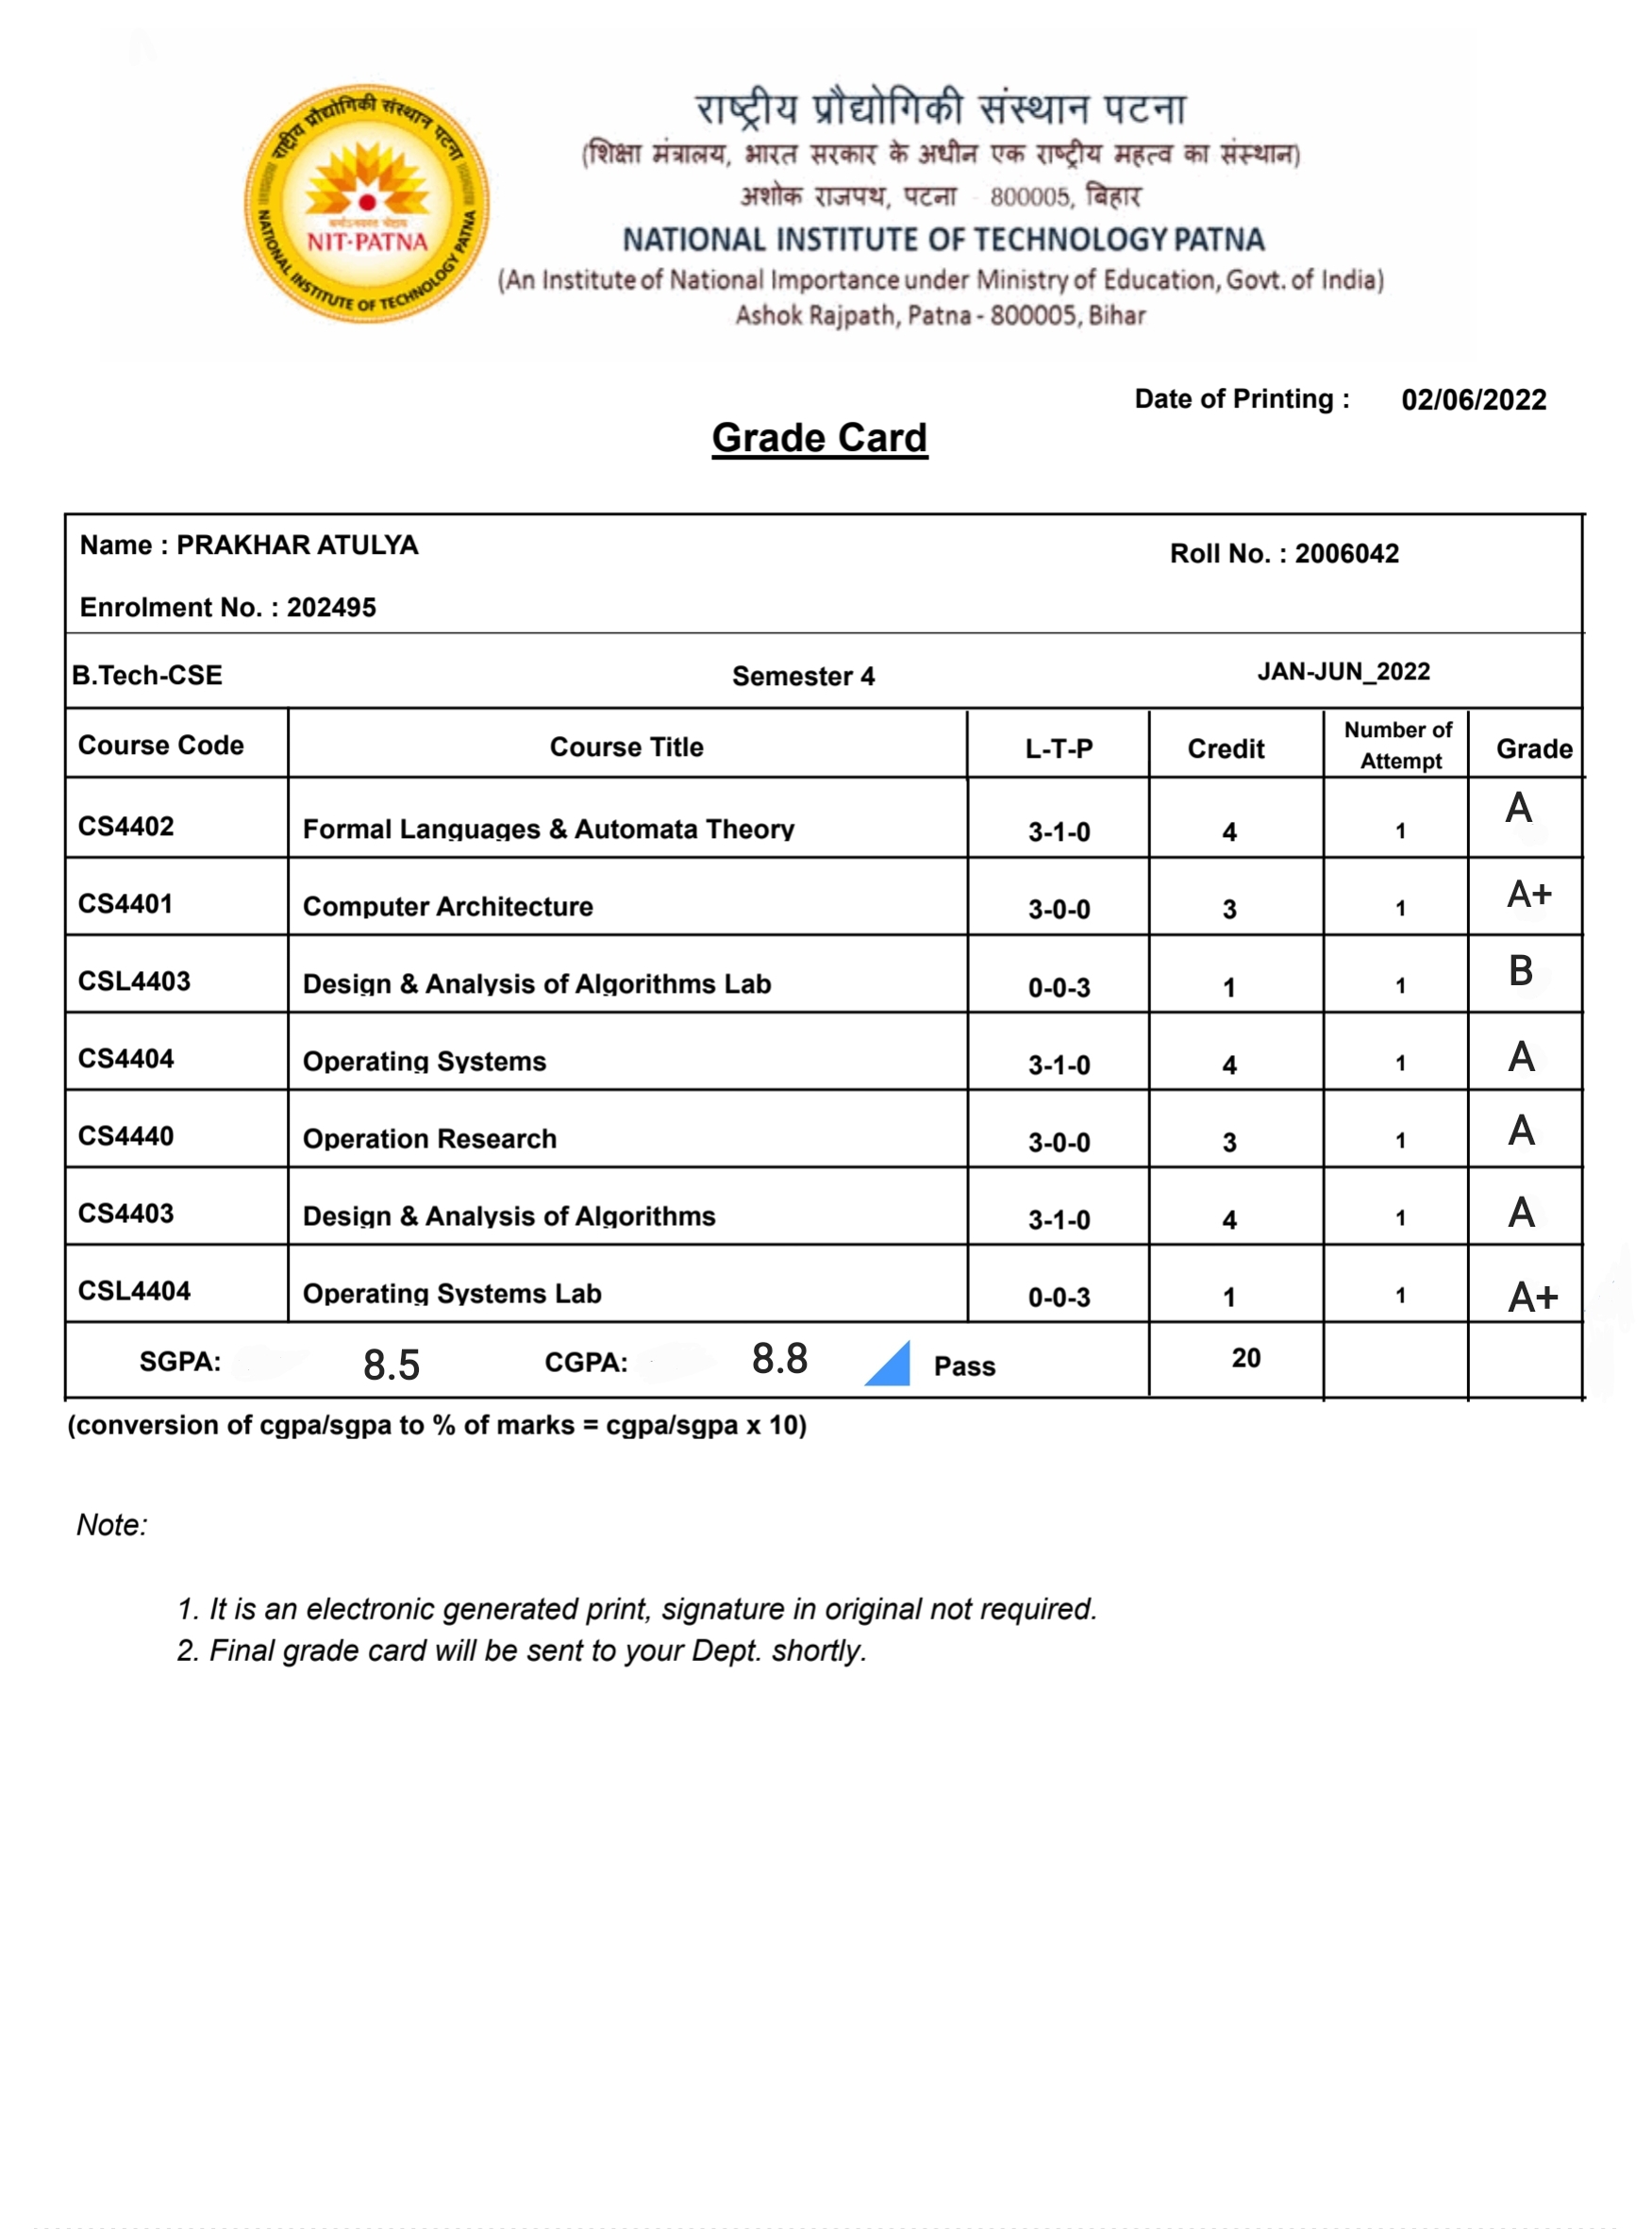 राष्ट्रीय प्रौद्योगिकी संस्थान पटना
NIT-PATNA
NATIONAL INSTITUTE OF TECHNOLOGY PATNA
राष्ट्रीय प्रौद्योगिकी संस्थान पटना
(शिक्षा मंत्रालय, भारत सरकार के अधीन एक राष्ट्रीय महत्व का संस्थान)
अशोक राजपथ, पटना - 800005, बिहार
NATIONAL INSTITUTE OF TECHNOLOGY PATNA
(An Institute of National Importance under Ministry of Education, Govt. of India)
Ashok Rajpath, Patna - 800005, Bihar
Date of Printing : 02/06/2022
Grade Card
Name : PRAKHAR ATULYA Roll No. : 2006042
Enrolment No. : 202495
B.Tech-CSE Semester 4 JAN-JUN_2022
Course Code Course Title L-T-P Credit Number of Attempt Grade
CS4402 Formal Languages & Automata Theory 3-1-0 4 1 A
CS4401 Computer Architecture 3-0-0 3 1 A+
CSL4403 Design & Analysis of Algorithms Lab 0-0-3 1 1 B
CS4404 Operating Systems 3-1-0 4 1 A
CS4440 Operation Research 3-0-0 3 1 A
CS4403 Design & Analysis of Algorithms 3-1-0 4 1 A
CSL4404 Operating Systems Lab 0-0-3 1 1 A+
SGPA: 8.5 CGPA: 8.8 Pass 20
(conversion of cgpa/sgpa to % of marks = cgpa/sgpa x 10)
Note:
1. It is an electronic generated print, signature in original not required.
2. Final grade card will be sent to your Dept. shortly.